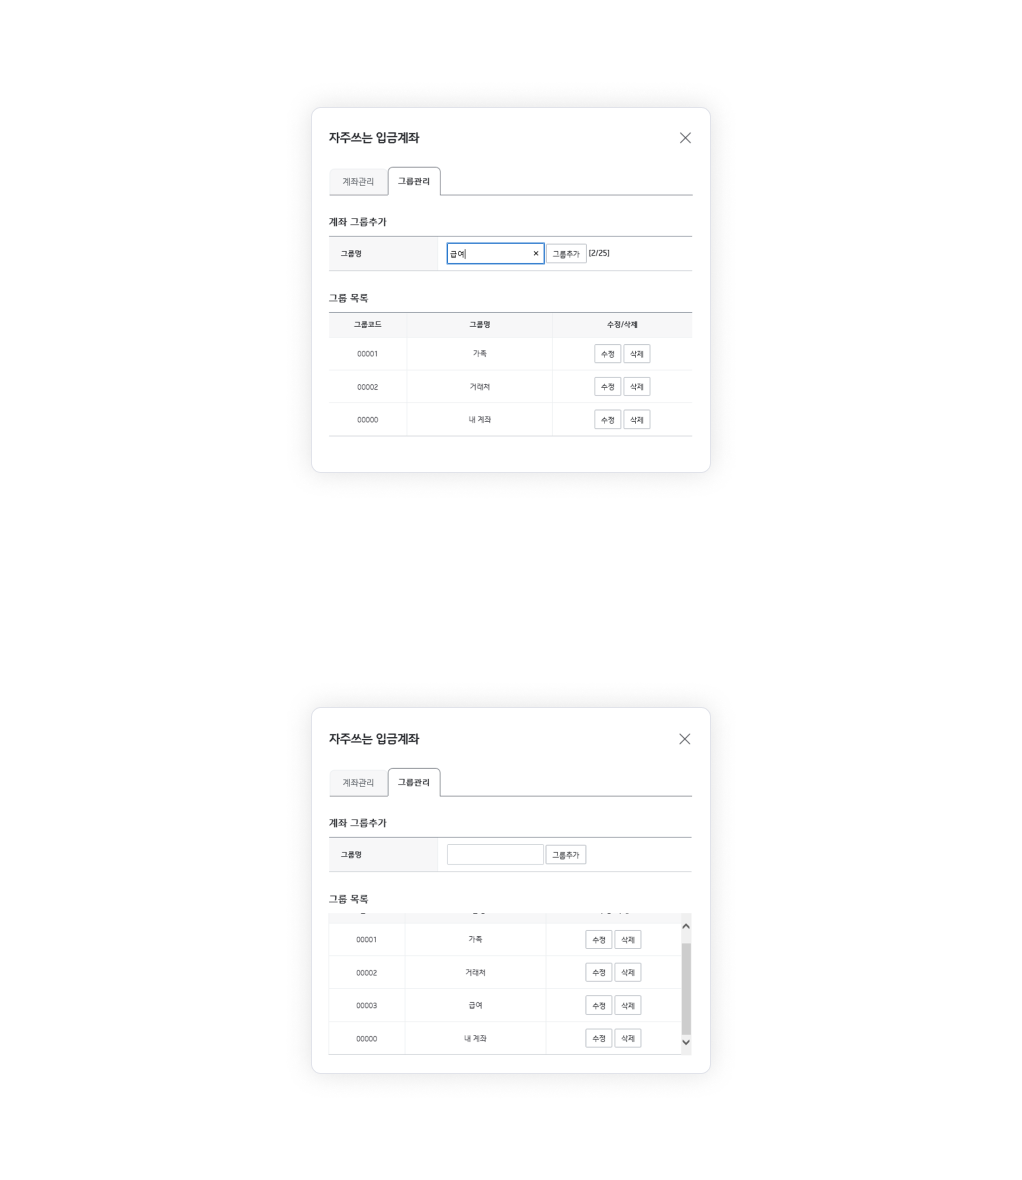 자주쓰는 입금계좌
계좌관리 그룹관리
계좌 그룹추가
그룹명 급여 그룹추가 [2/25]
그룹 목록
그룹코드 그룹명 수정/삭제
00001 가족 수정 삭제
00002 거래처 수정 삭제
00000 내 계좌 수정 삭제
자주쓰는 입금계좌
계좌관리 그룹관리
계좌 그룹추가
그룹명 그룹추가
그룹 목록
00001 가족 수정 삭제
00002 거래처 수정 삭제
00003 급여 수정 삭제
00000 내 계좌 수정 삭제